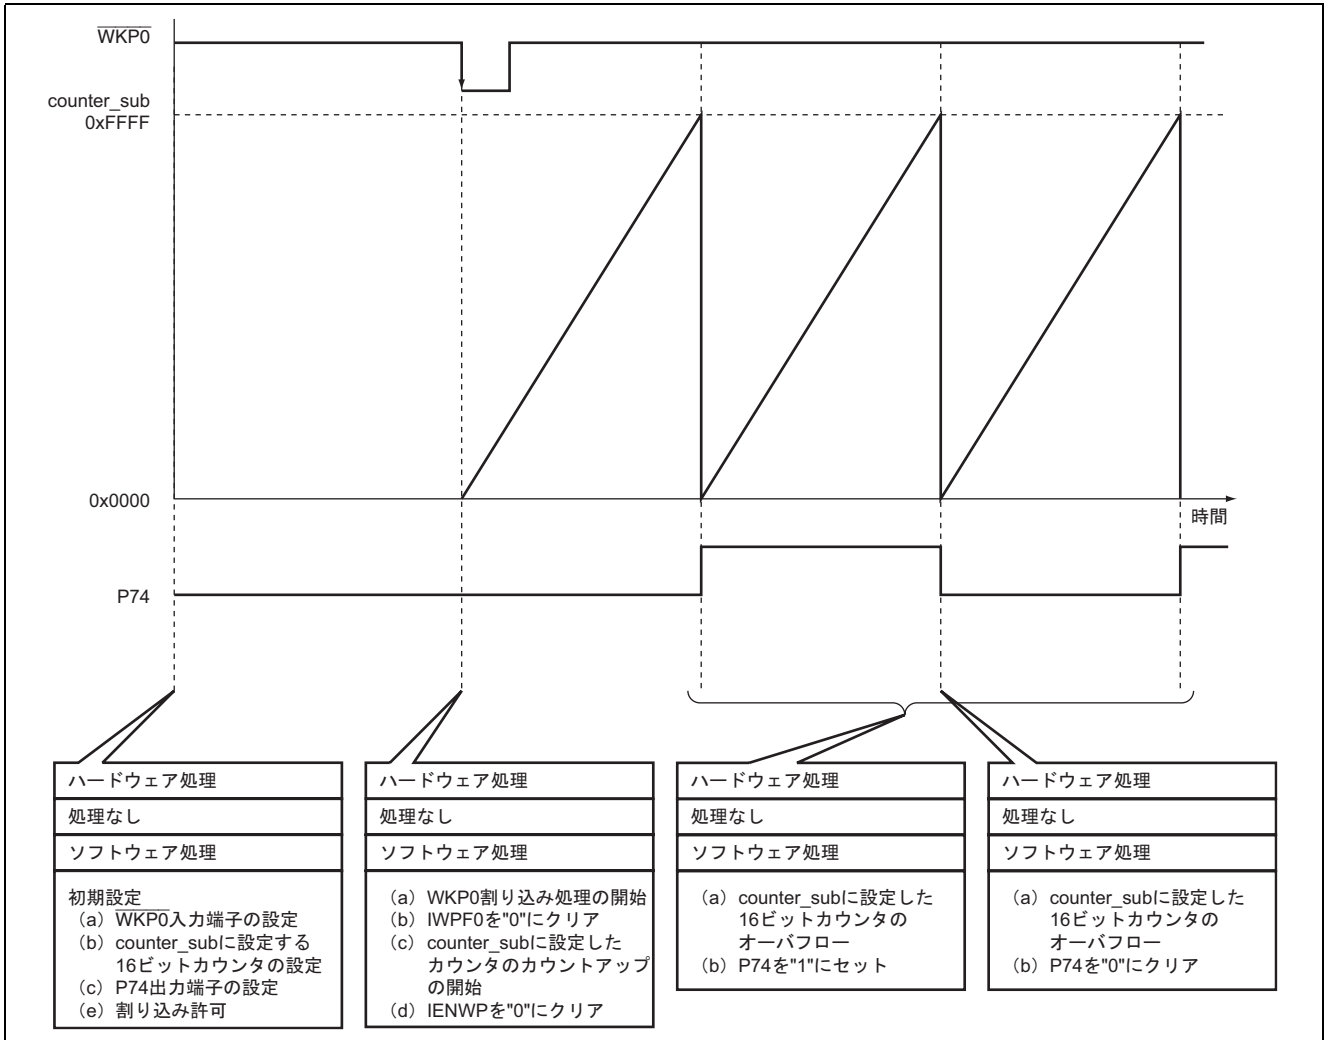 WKP0
counter_sub
0xFFFF
0x0000
時間
P74
ハードウェア処理
処理なし
ソフトウェア処理
初期設定
（a）WKP0入力端子の設定
（b）counter_subに設定する
16ビットカウンタの設定
（c）P74出力端子の設定
（e）割り込み許可
ハードウェア処理
処理なし
ソフトウェア処理
（a）WKP0割り込み処理の開始
（b）IWPF0を"0"にクリア
（c）counter_subに設定した
カウンタのカウントアップ
の開始
（d）IENWPを"0"にクリア
ハードウェア処理
処理なし
ソフトウェア処理
（a）counter_subに設定した
16ビットカウンタの
オーバフロー
（b）P74を"1"にセット
ハードウェア処理
処理なし
ソフトウェア処理
（a）counter_subに設定した
16ビットカウンタの
オーバフロー
（b）P74を"0"にクリア